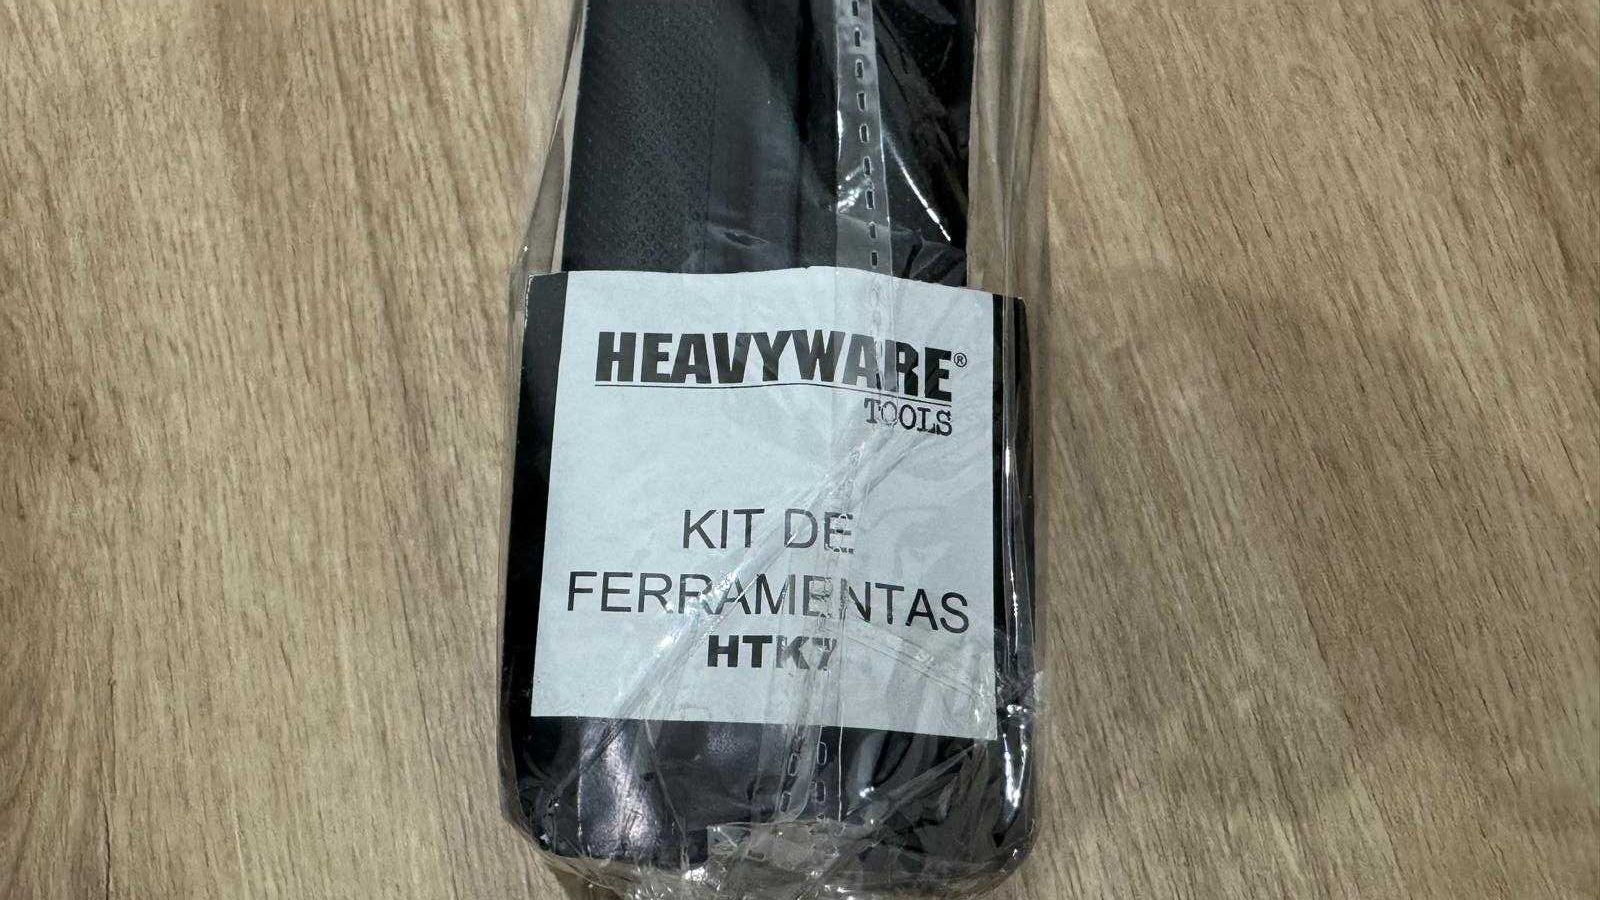 HEAVYWARE®
TOOLS
KIT DE
FERRAMENTAS
HTK7